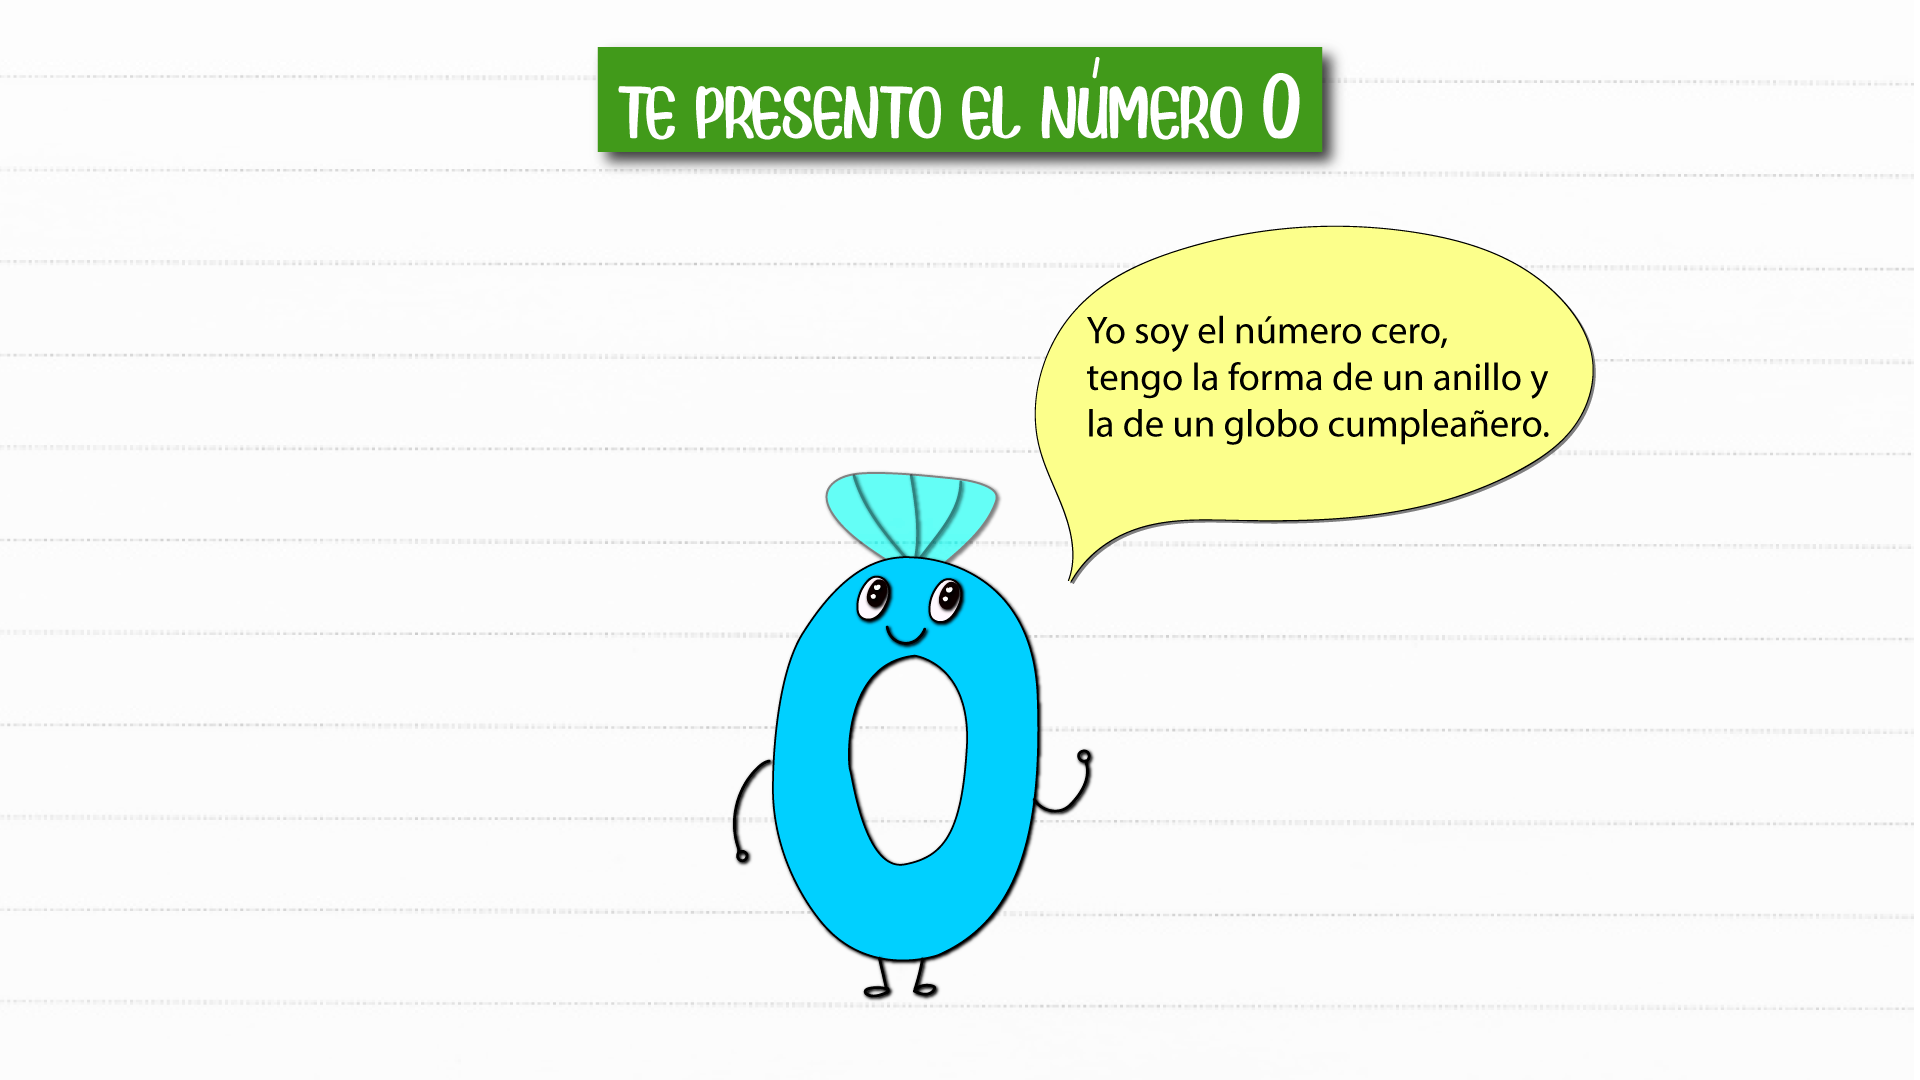 TE PRESENTO EL NÚMERO 0
Yo soy el número cero,
tengo la forma de un anillo y
la de un globo cumpleañero.